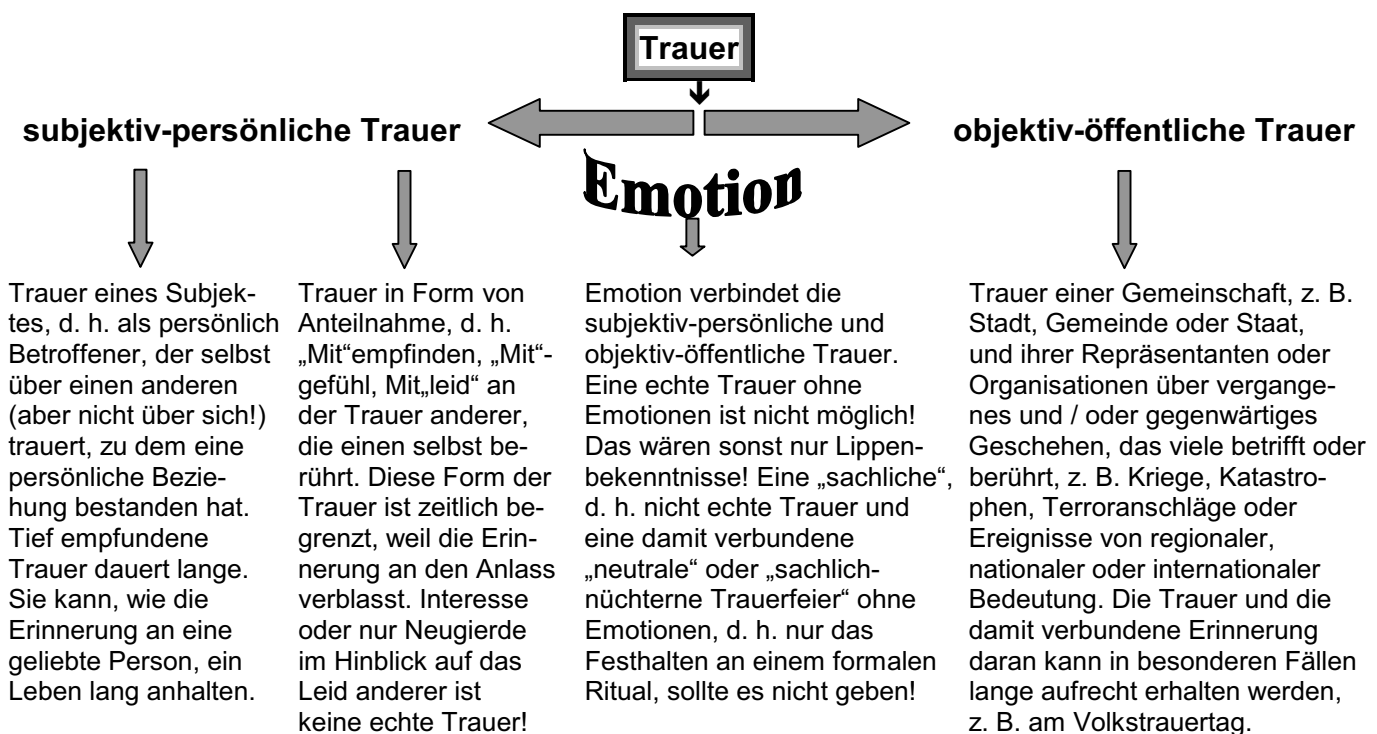 Trauer
subjektiv-persönliche Trauer
objektiv-öffentliche Trauer
Emotion
Trauer eines Subjek-
tes, d. h. als persönlich
Betroffener, der selbst
über einen anderen
(aber nicht über sich!)
trauert, zu dem eine
persönliche Bezie-
hung bestanden hat.
Tief empfundene
Trauer dauert lange.
Sie kann, wie die
Erinnerung an eine
geliebte Person, ein
Leben lang anhalten.
Trauer in Form von
Anteilnahme, d. h.
„Mit“empfinden, „Mit“-
gefühl, Mit„leid“ an
der Trauer anderer,
die einen selbst be-
rührt. Diese Form der
Trauer ist zeitlich be-
grenzt, weil die Erin-
nerung an den Anlass
verblasst. Interesse
oder nur Neugierde
im Hinblick auf das
Leid anderer ist
keine echte Trauer!
Emotion verbindet die
subjektiv-persönliche und
objektiv-öffentliche Trauer.
Eine echte Trauer ohne
Emotionen ist nicht möglich!
Das wären sonst nur Lippen-
bekenntnisse! Eine „sachliche“,
d. h. nicht echte Trauer und
eine damit verbundene
„neutrale“ oder „sachlich-
nüchterne Trauerfeier“ ohne
Emotionen, d. h. nur das
Festhalten an einem formalen
Ritual, sollte es nicht geben!
Trauer einer Gemeinschaft, z. B.
Stadt, Gemeinde oder Staat,
und ihrer Repräsentanten oder
Organisationen über vergange-
nes und / oder gegenwärtiges
Geschehen, das viele betrifft oder
berührt, z. B. Kriege, Katastro-
phen, Terroranschläge oder
Ereignisse von regionaler,
nationaler oder internationaler
Bedeutung. Die Trauer und die
damit verbundene Erinnerung
daran kann in besonderen Fällen
lange aufrecht erhalten werden,
z. B. am Volkstrauertag.